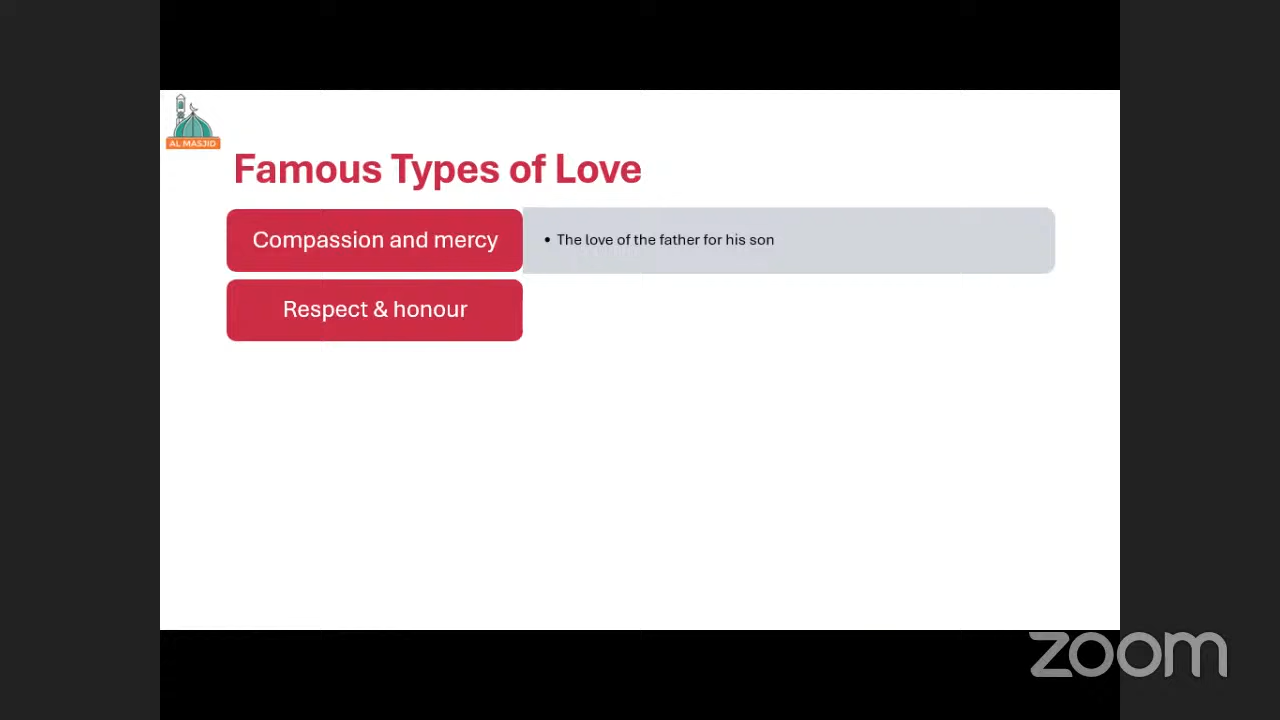 AL MASJID
Famous Types of Love
Compassion and mercy
• The love of the father for his son
Respect & honour
zoom